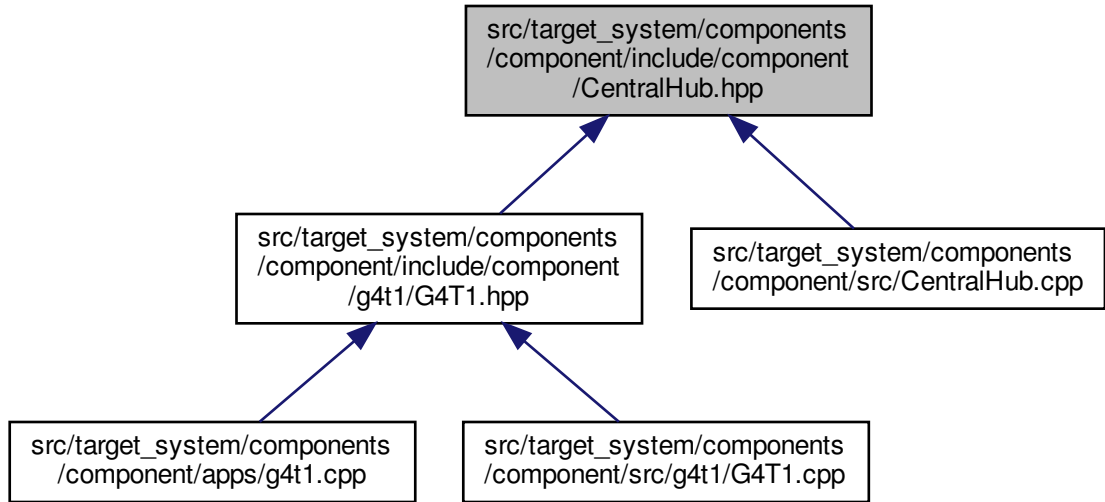 src/target_system/components
/component/include/component
/CentralHub.hpp
src/target_system/components
/component/include/component
/g4t1/G4T1.hpp
src/target_system/components
/component/src/CentralHub.cpp
src/target_system/components
/component/apps/g4t1.cpp
src/target_system/components
/component/src/g4t1/G4T1.cpp